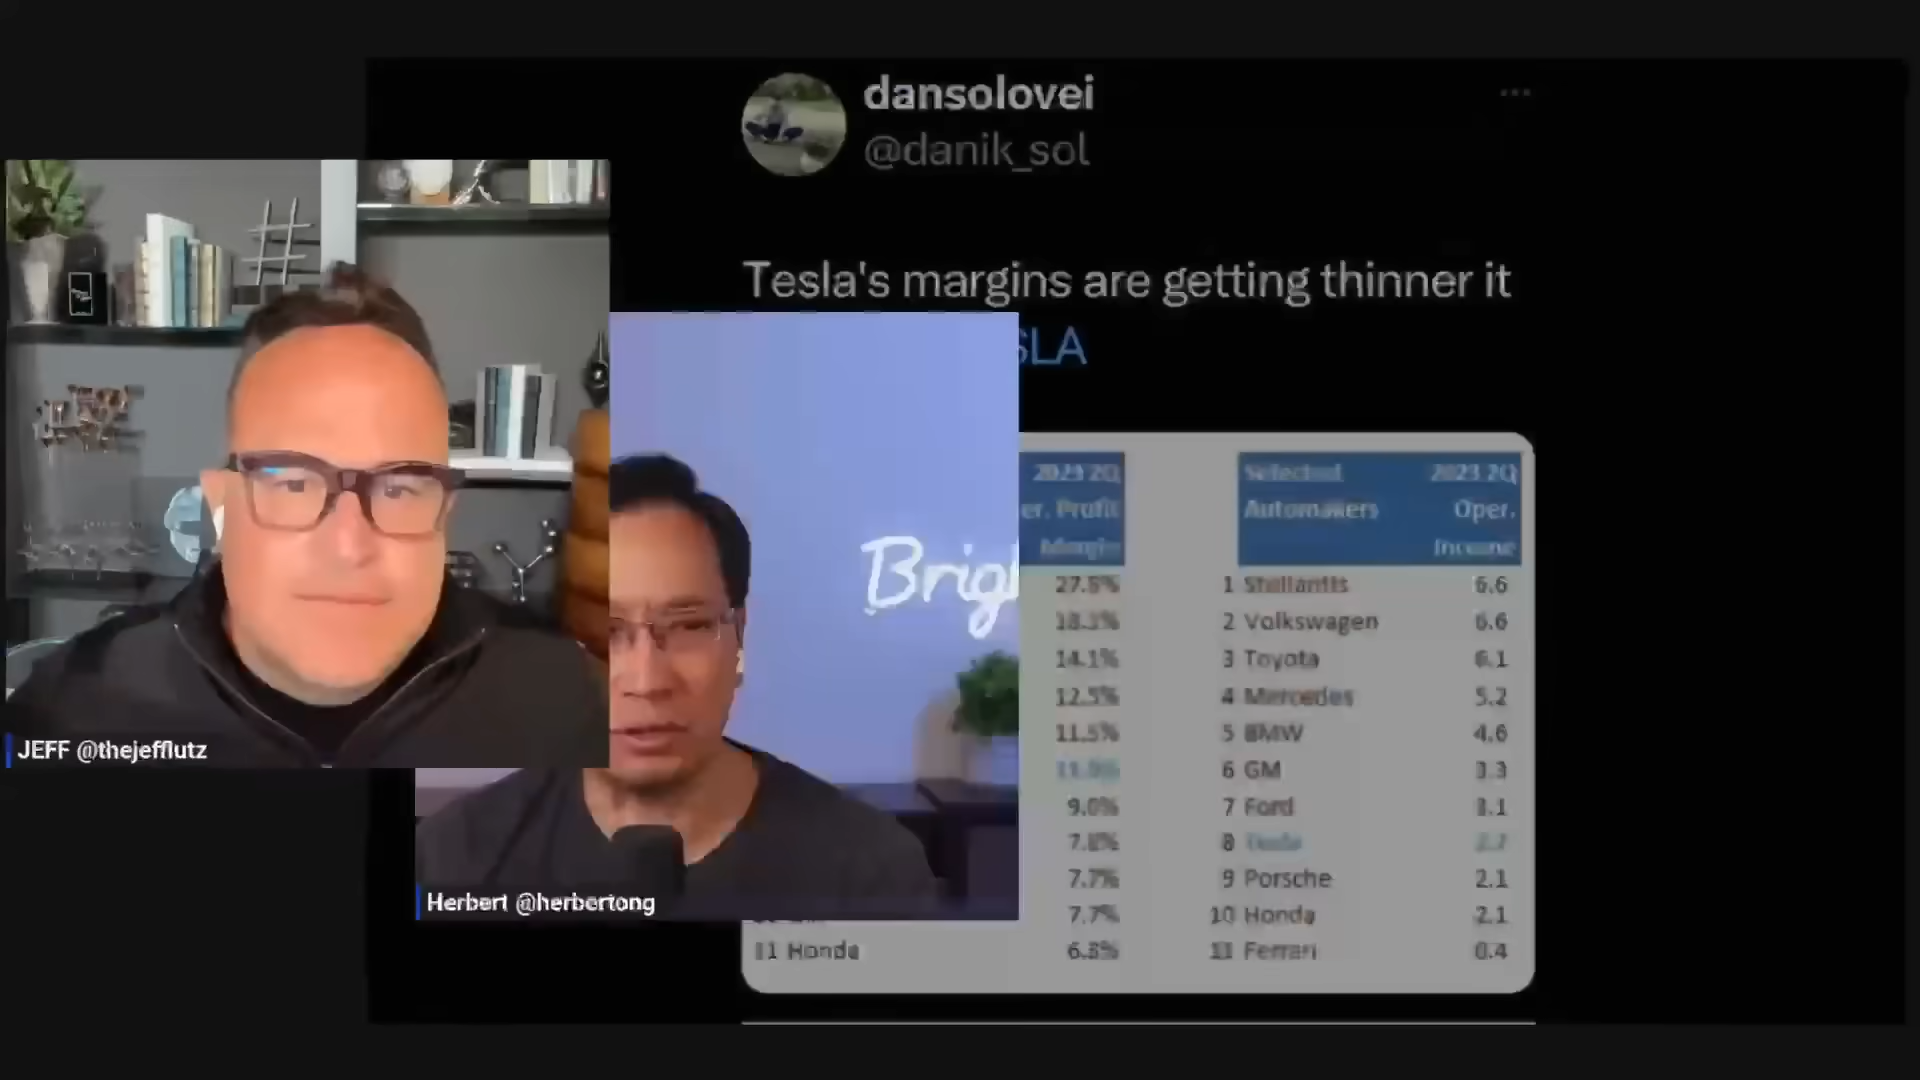 dansolovei
@danik_sol
Tesla's margins are getting thinner it
SLA
2023 2Q
er. Profit
Margin
Selected 2023 2Q
Automakers Oper.
Income
27.5% 1 Stellantis 6.6
18.1% 2 Volkswagen 6.6
14.1% 3 Toyota 6.1
12.5% 4 Mercedes 5.2
11.5% 5 BMW 4.6
6 GM 3.3
9.0% 7 Ford 3.1
7.8% 8 Tesla
7.7% 9 Porsche 2.1
7.7% 10 Honda 2.1
11 Honda 6.8% 11 Ferrari 0.4
Brig
JEFF @thejefflutz
Herbert @herbertong